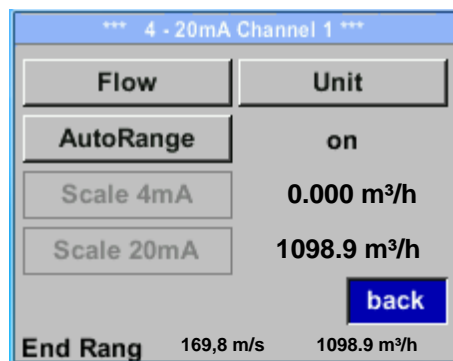 *** 4 - 20mA Channel 1 ***
Flow Unit
AutoRange on
Scale 4mA 0.000 m³/h
Scale 20mA 1098.9 m³/h
back
End Rang 169,8 m/s 1098.9 m³/h